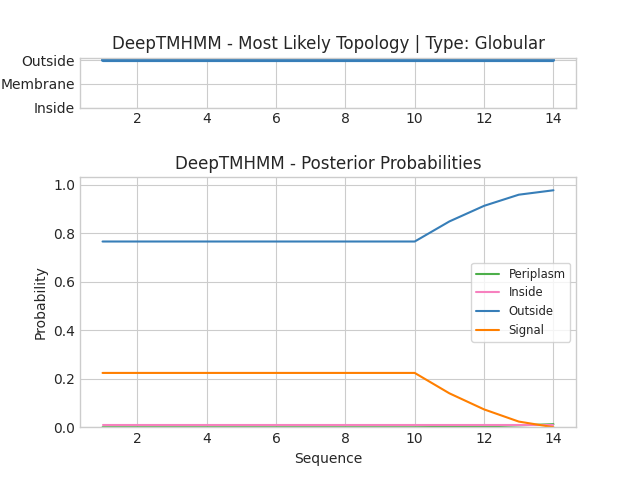 DeepTMHMM - Most Likely Topology | Type: Globular
Outside
Membrane
Inside
2 4 6 8 10 12 14
DeepTMHMM - Posterior Probabilities
1.0
0.8
0.6
0.4
0.2
0.0
Probability
Periplasm
Inside
Outside
Signal
2 4 6 8 10 12 14
Sequence